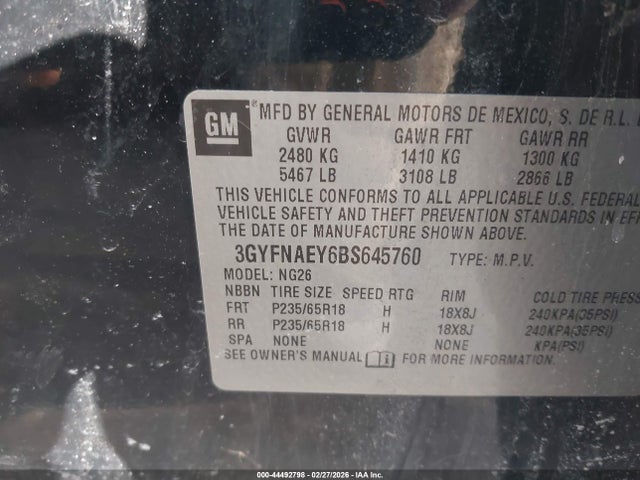 GM ® MFD BY GENERAL MOTORS DE MEXICO, S. DE R.L.
GVWR GAWR FRT GAWR RR
2480 KG 1410 KG 1300 KG
5467 LB 3108 LB 2866 LB
THIS VEHICLE CONFORMS TO ALL APPLICABLE U.S. FEDERAL
VEHICLE SAFETY AND THEFT PREVENTION STANDARDS IN EFF
THE DATE OF MANUFACTURE SHOWN ABOVE.
3GYFNAEY6BS645760 TYPE: M.P.V.
MODEL: NG26
NBBN TIRE SIZE SPEED RTG RIM COLD TIRE PRES
FRT P235/65R18 H 18X8J 240KPA(35PSI)
RR P235/65R18 H 18X8J 240KPA(35PSI)
SPA NONE NONE KPA(PSI)
SEE OWNER'S MANUAL i FOR MORE INFORMATION.
000-44492798 - 02/27/2026 - IAABU